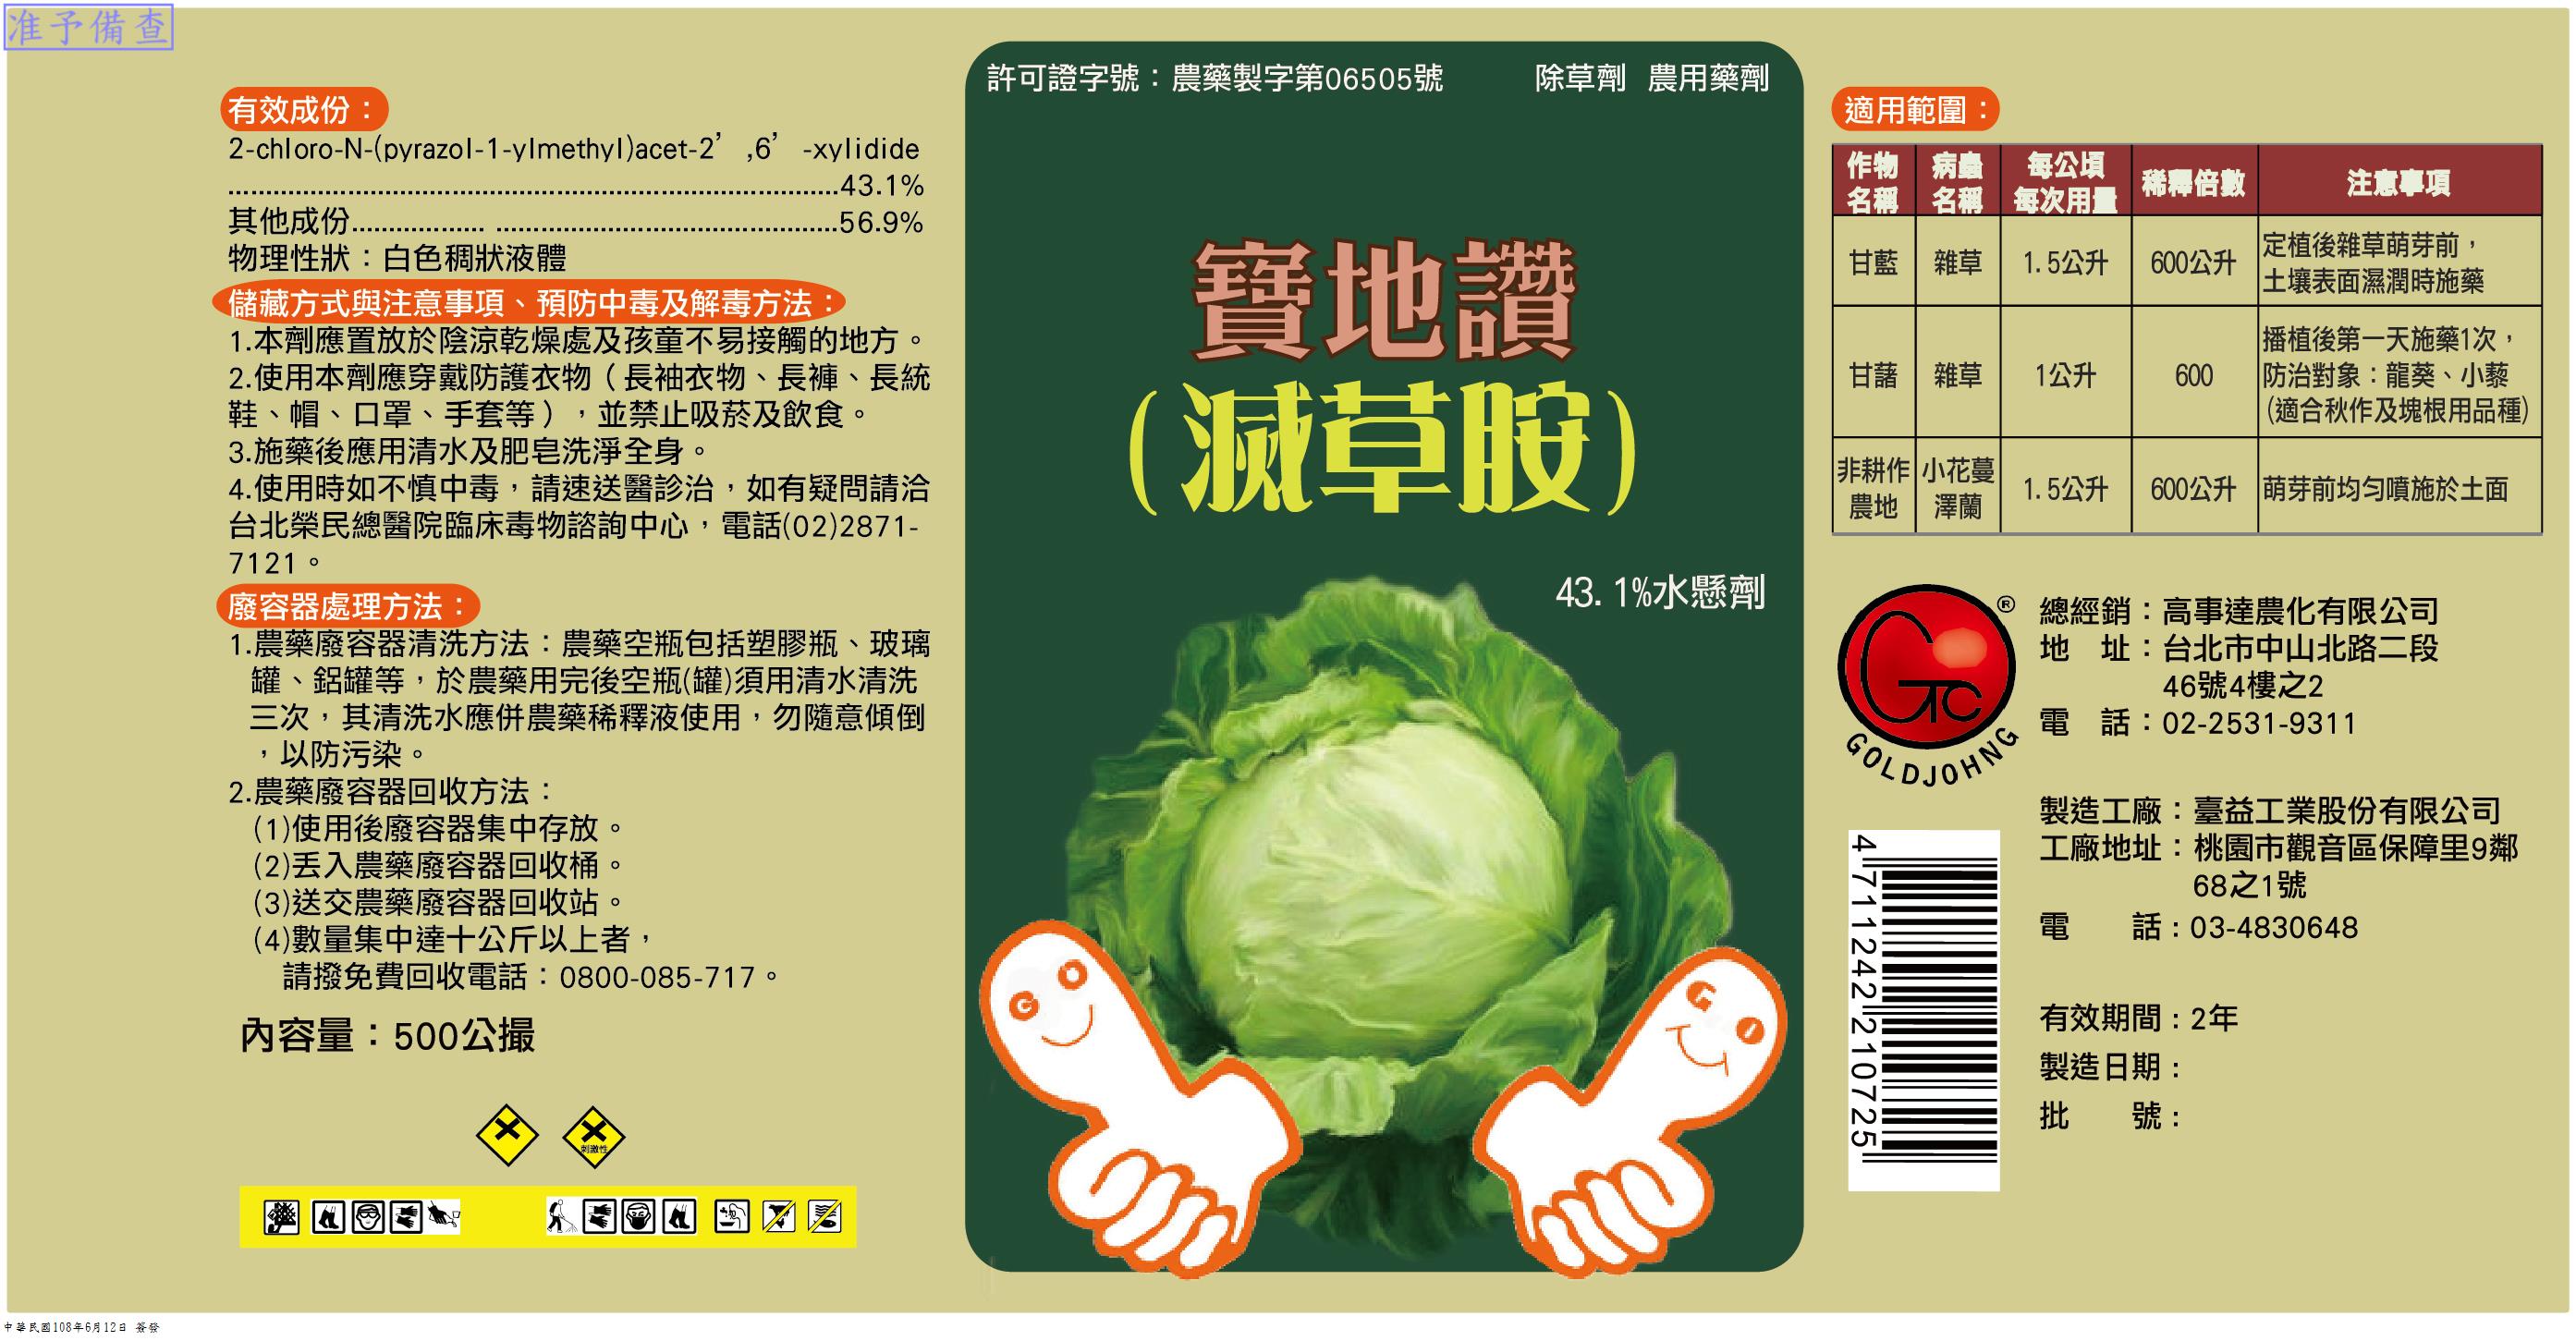 准予備查
有效成份：
2-chloro-N-(pyrazol-1-ylmethyl)acet-2’,6’-xylidide
................................................................................43.1%
其他成份................. .............................................56.9%
物理性狀：白色稠狀液體
儲藏方式與注意事項、預防中毒及解毒方法：
1.本劑應置放於陰涼乾燥處及孩童不易接觸的地方。
2.使用本劑應穿戴防護衣物（長袖衣物、長褲、長統
鞋、帽、口罩、手套等），並禁止吸菸及飲食。
3.施藥後應用清水及肥皂洗淨全身。
4.使用時如不慎中毒，請速送醫診治，如有疑問請洽
台北榮民總醫院臨床毒物諮詢中心，電話(02)2871-
7121。
廢容器處理方法：
1.農藥廢容器清洗方法：農藥空瓶包括塑膠瓶、玻璃
罐、鋁罐等，於農藥用完後空瓶(罐)須用清水清洗
三次，其清洗水應併農藥稀釋液使用，勿隨意傾倒
，以防污染。
2.農藥廢容器回收方法：
(1)使用後廢容器集中存放。
(2)丟入農藥廢容器回收桶。
(3)送交農藥廢容器回收站。
(4)數量集中達十公斤以上者，
請撥免費回收電話：0800-085-717。
內容量：500公撮
刺激性
許可證字號：農藥製字第06505號 除草劑 農用藥劑
寶地讚
(滅草胺)
43.1%水懸劑
G O
G I
適用範圍：
作物名稱 病蟲名稱 每公頃每次用量 稀釋倍數 注意事項
甘藍 雜草 1.5公升 600公升 定植後雜草萌芽前，
土壤表面濕潤時施藥
甘藷 雜草 1公升 600 播植後第一天施藥1次，
防治對象：龍葵、小藜
(適合秋作及塊根用品種)
非耕作農地 小花蔓澤蘭 1.5公升 600公升 萌芽前均勻噴施於土面
GTC ®
GOLDJOHNG
總經銷：高事達農化有限公司
地 址：台北市中山北路二段
46號4樓之2
電 話：02-2531-9311
製造工廠：臺益工業股份有限公司
工廠地址：桃園市觀音區保障里9鄰
68之1號
電 話：03-4830648
4711242210725
有效期間：2年
製造日期：
批 號：
中華民國108年6月12日 簽發